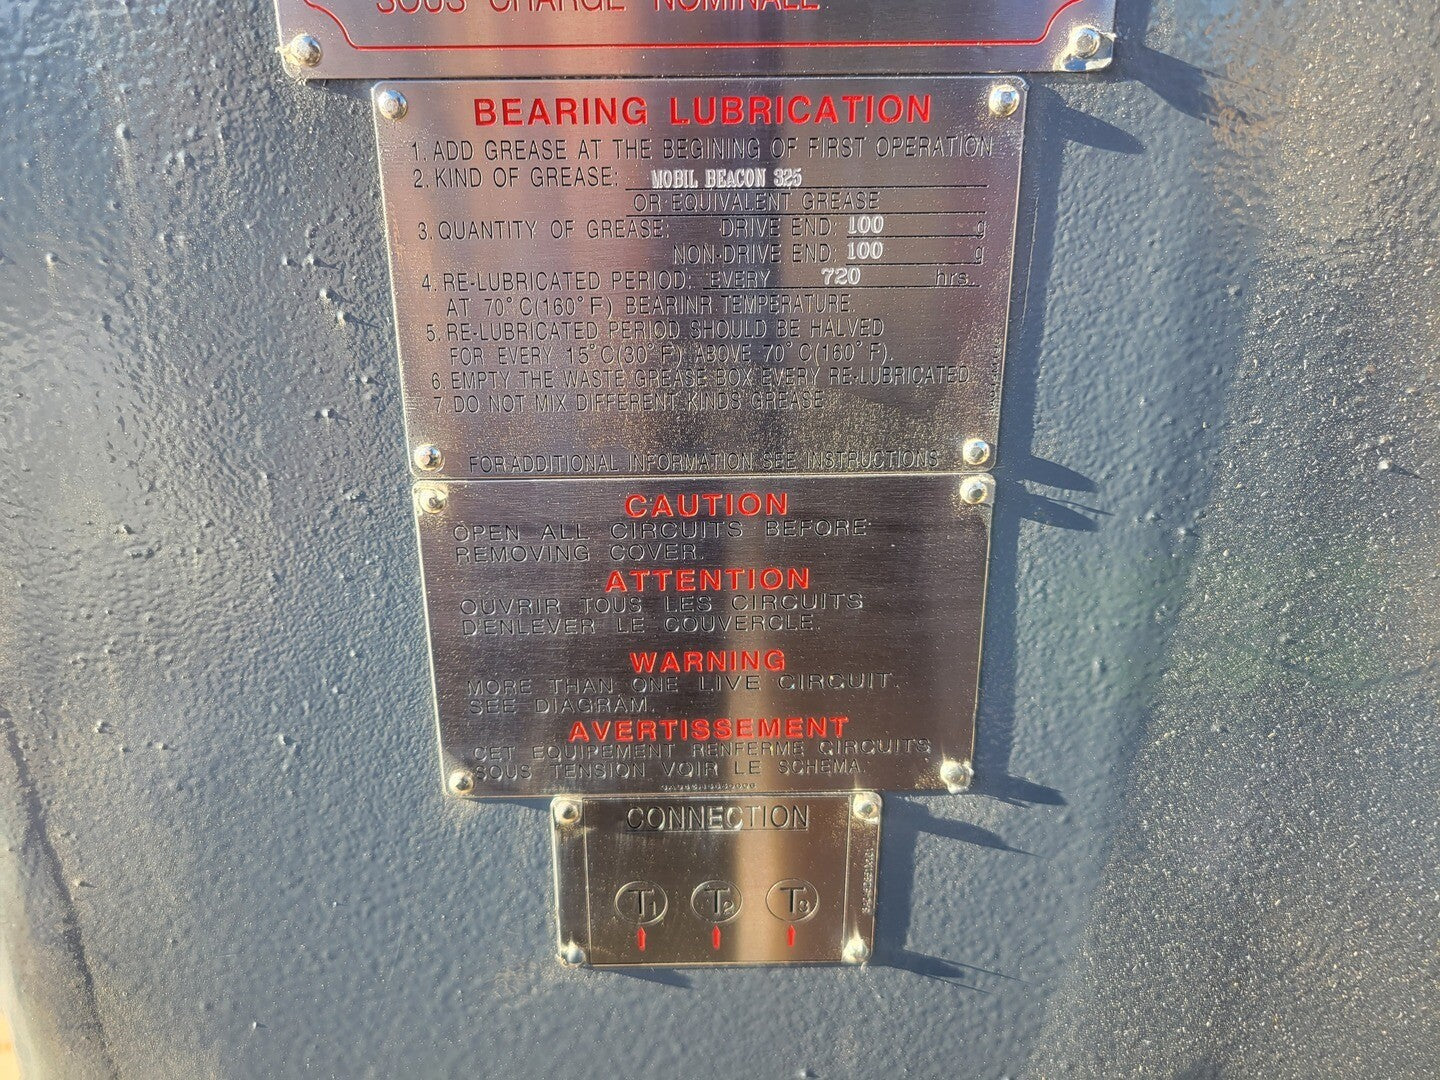 SOUS CHARGE NOMINALE
BEARING LUBRICATION
1. ADD GREASE AT THE BEGINING OF FIRST OPERATION
2. KIND OF GREASE: MOBIL BEACON 325
OR EQUIVALENT GREASE
3. QUANTITY OF GREASE: DRIVE END: 100 g
NON-DRIVE END: 100 g
4. RE-LUBRICATED PERIOD: EVERY 720 hrs.
AT 70°C(160°F) BEARINR TEMPERATURE.
5. RE-LUBRICATED PERIOD SHOULD BE HALVED
FOR EVERY 15°C(30°F) ABOVE 70°C(160°F).
6. EMPTY THE WASTE GREASE BOX EVERY RE-LUBRICATED
7. DO NOT MIX DIFFERENT KINDS GREASE
FOR ADDITIONAL INFORMATION SEE INSTRUCTIONS
CAUTION
OPEN ALL CIRCUITS BEFORE
REMOVING COVER.
ATTENTION
OUVRIR TOUS LES CIRCUITS
D'ENLEVER LE COUVERCLE.
WARNING
MORE THAN ONE LIVE CIRCUIT.
SEE DIAGRAM.
AVERTISSEMENT
CET EQUIPEMENT RENFERME CIRCUITS
SOUS TENSION VOIR LE SCHEMA.
CONNECTION
T1 T2 T3